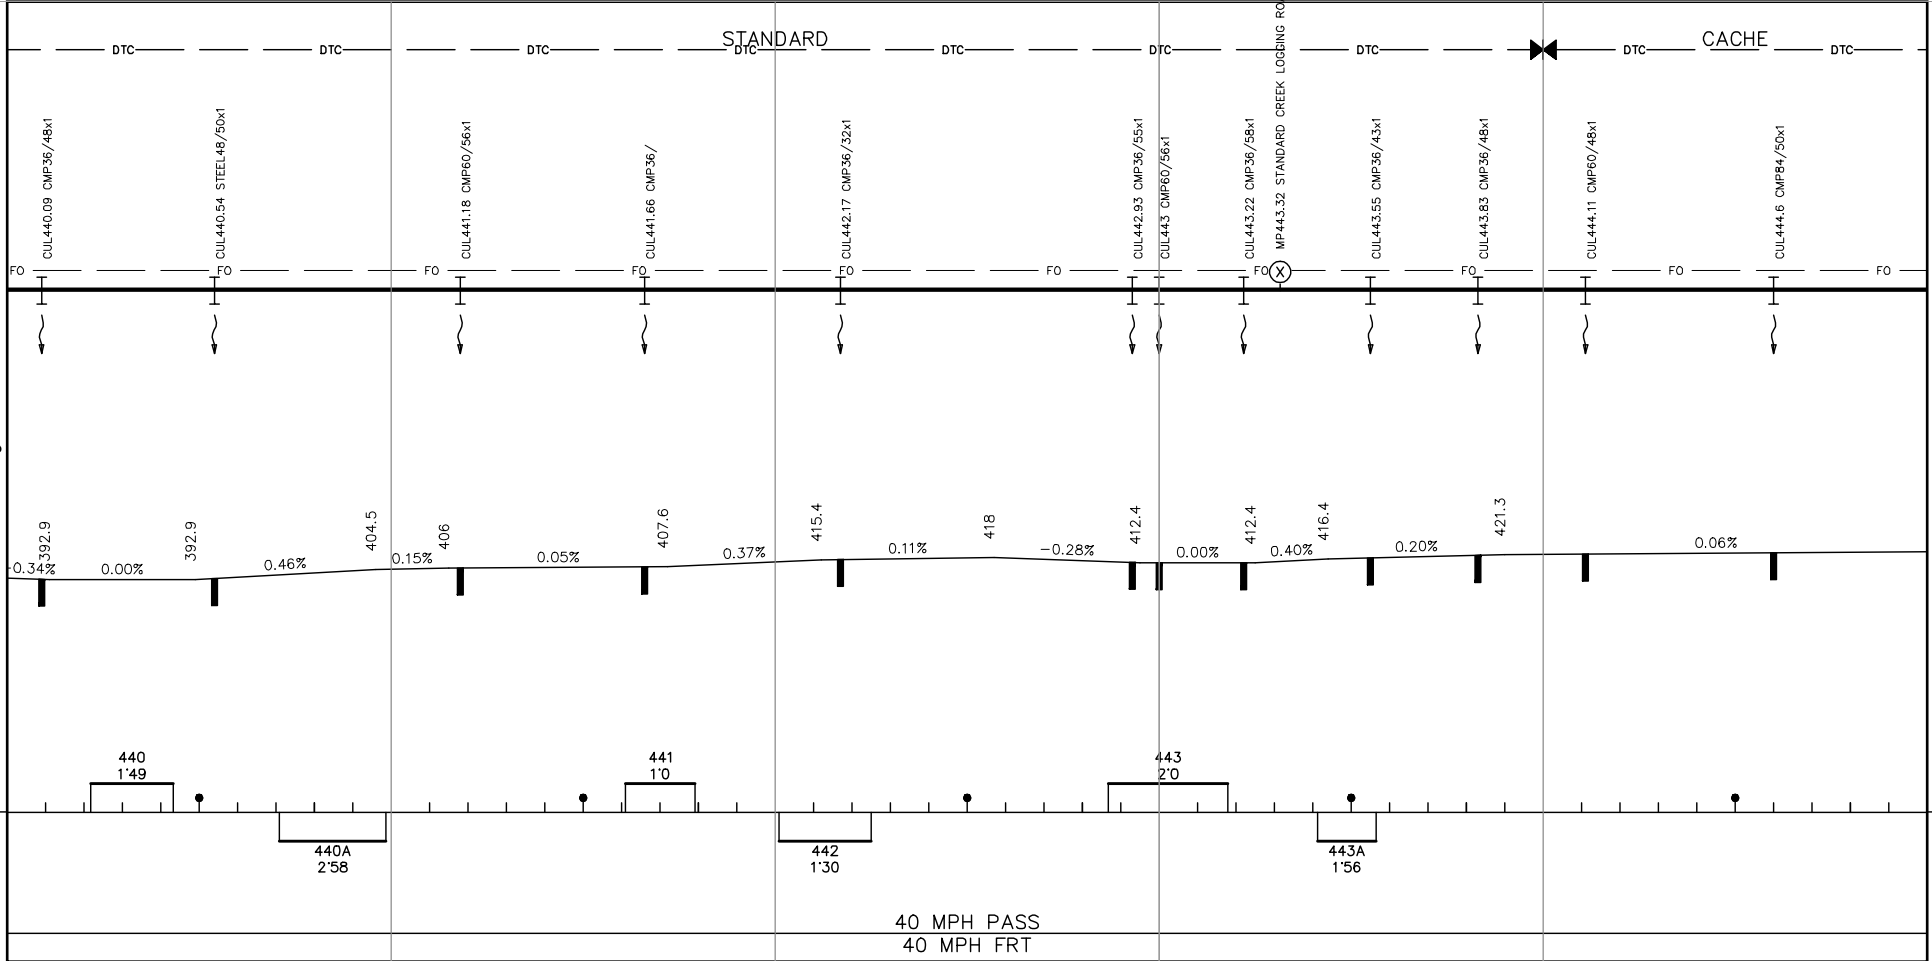 STANDARD
CACHE
DTC
DTC
DTC
DTC
DTC
DTC
DTC
DTC
DTC
CUL440.09 CMP36/48x1
CUL440.54 STEEL48/50x1
CUL441.18 CMP60/56x1
CUL441.66 CMP36/
CUL442.17 CMP36/32x1
CUL442.93 CMP36/55x1
CUL443 CMP60/56x1
CUL443.22 CMP36/58x1
MP443.32 STANDARD CREEK LOGGING RO
CUL443.55 CMP36/43x1
CUL443.83 CMP36/48x1
CUL444.11 CMP60/48x1
CUL444.6 CMP84/50x1
FO
FO
FO
FO
FO
FO
FO
X
FO
FO
FO
392.9
392.9
404.5
406
407.6
415.4
418
412.4
412.4
416.4
421.3
-0.34%
0.00%
0.46%
0.15%
0.05%
0.37%
0.11%
-0.28%
0.00%
0.40%
0.20%
0.06%
440
1°49
441
1°0
443
2°0
440A
2°58
442
1°30
443A
1°56
40 MPH PASS
40 MPH FRT